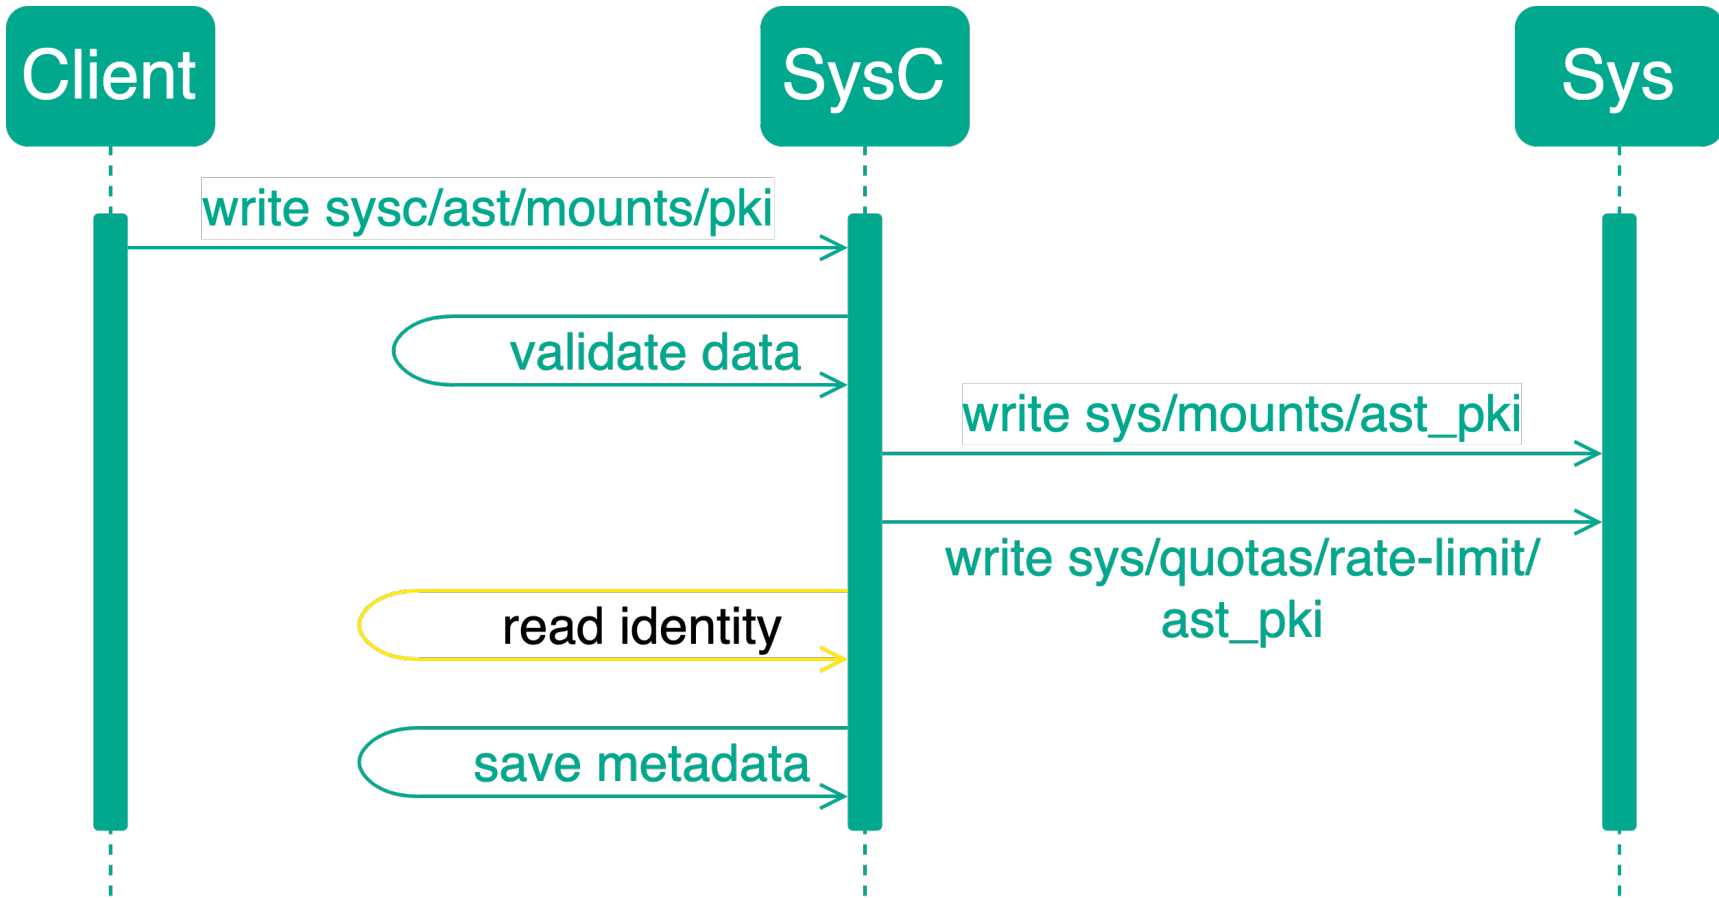 Client
SysC
Sys
write sysc/ast/mounts/pki
validate data
write sys/mounts/ast_pki
write sys/quotas/rate-limit/
ast_pki
read identity
save metadata